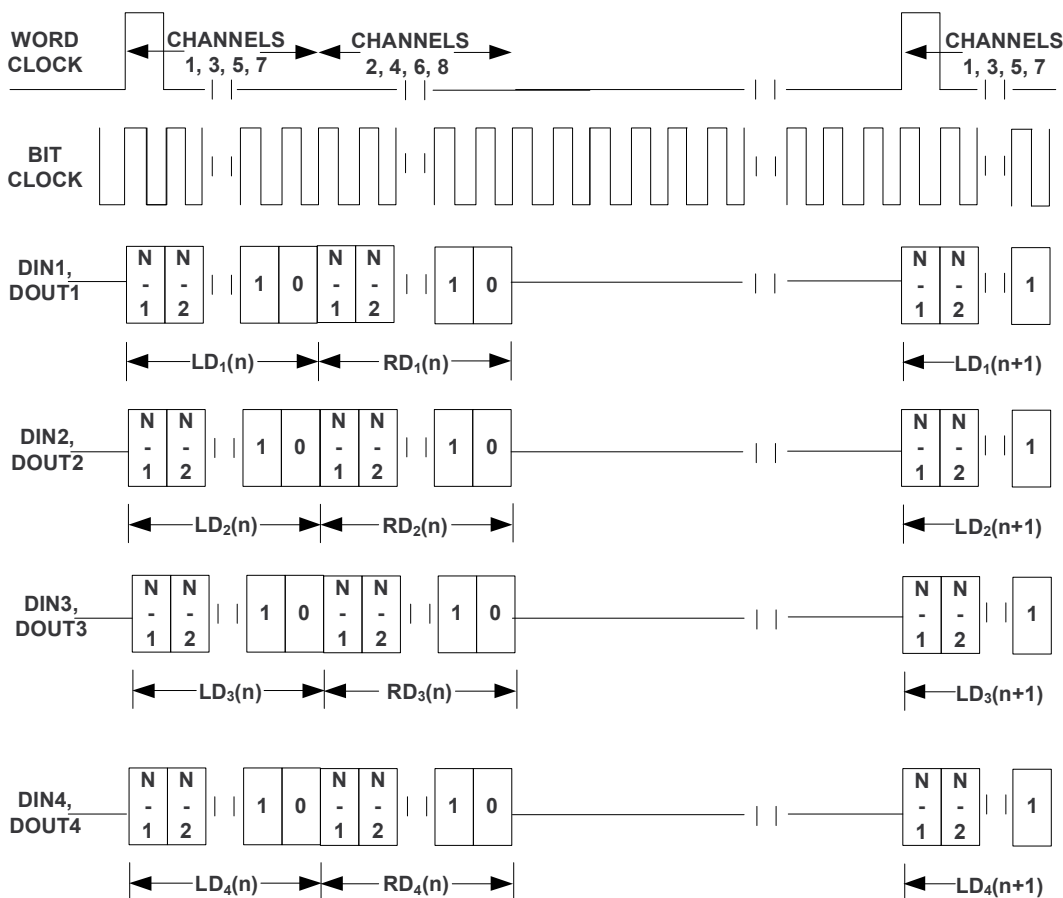 WORD CLOCK
CHANNELS 1, 3, 5, 7
CHANNELS 2, 4, 6, 8
CHANNELS 1, 3, 5, 7
BIT CLOCK
DIN1, DOUT1
N-1 N-2 1 0 N-1 N-2 1 0 N-1 N-2 1
LD₁(n) RD₁(n) LD₁(n+1)
DIN2, DOUT2
N-1 N-2 1 0 N-1 N-2 1 0 N-1 N-2 1
LD₂(n) RD₂(n) LD₂(n+1)
DIN3, DOUT3
N-1 N-2 1 0 N-1 N-2 1 0 N-1 N-2 1
LD₃(n) RD₃(n) LD₃(n+1)
DIN4, DOUT4
N-1 N-2 1 0 N-1 N-2 1 0 N-1 N-2 1
LD₄(n) RD₄(n) LD₄(n+1)